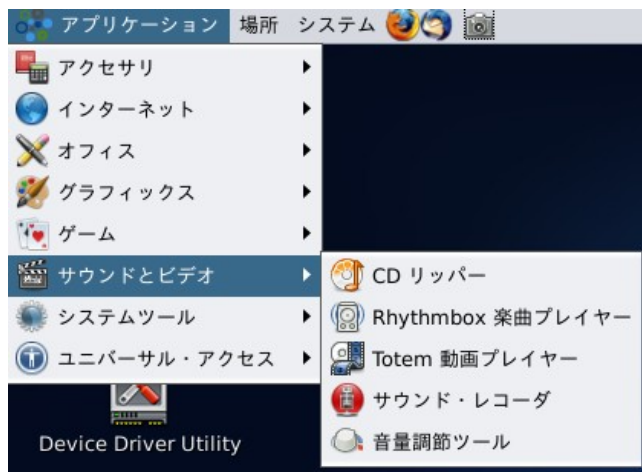 アプリケーション 場所 システム
アクセサリ
インターネット
オフィス
グラフィックス
ゲーム
サウンドとビデオ
システムツール
ユニバーサル・アクセス
CD リッパー
Rhythmbox 楽曲プレイヤー
Totem 動画プレイヤー
サウンド・レコーダ
音量調節ツール
Device Driver Utility